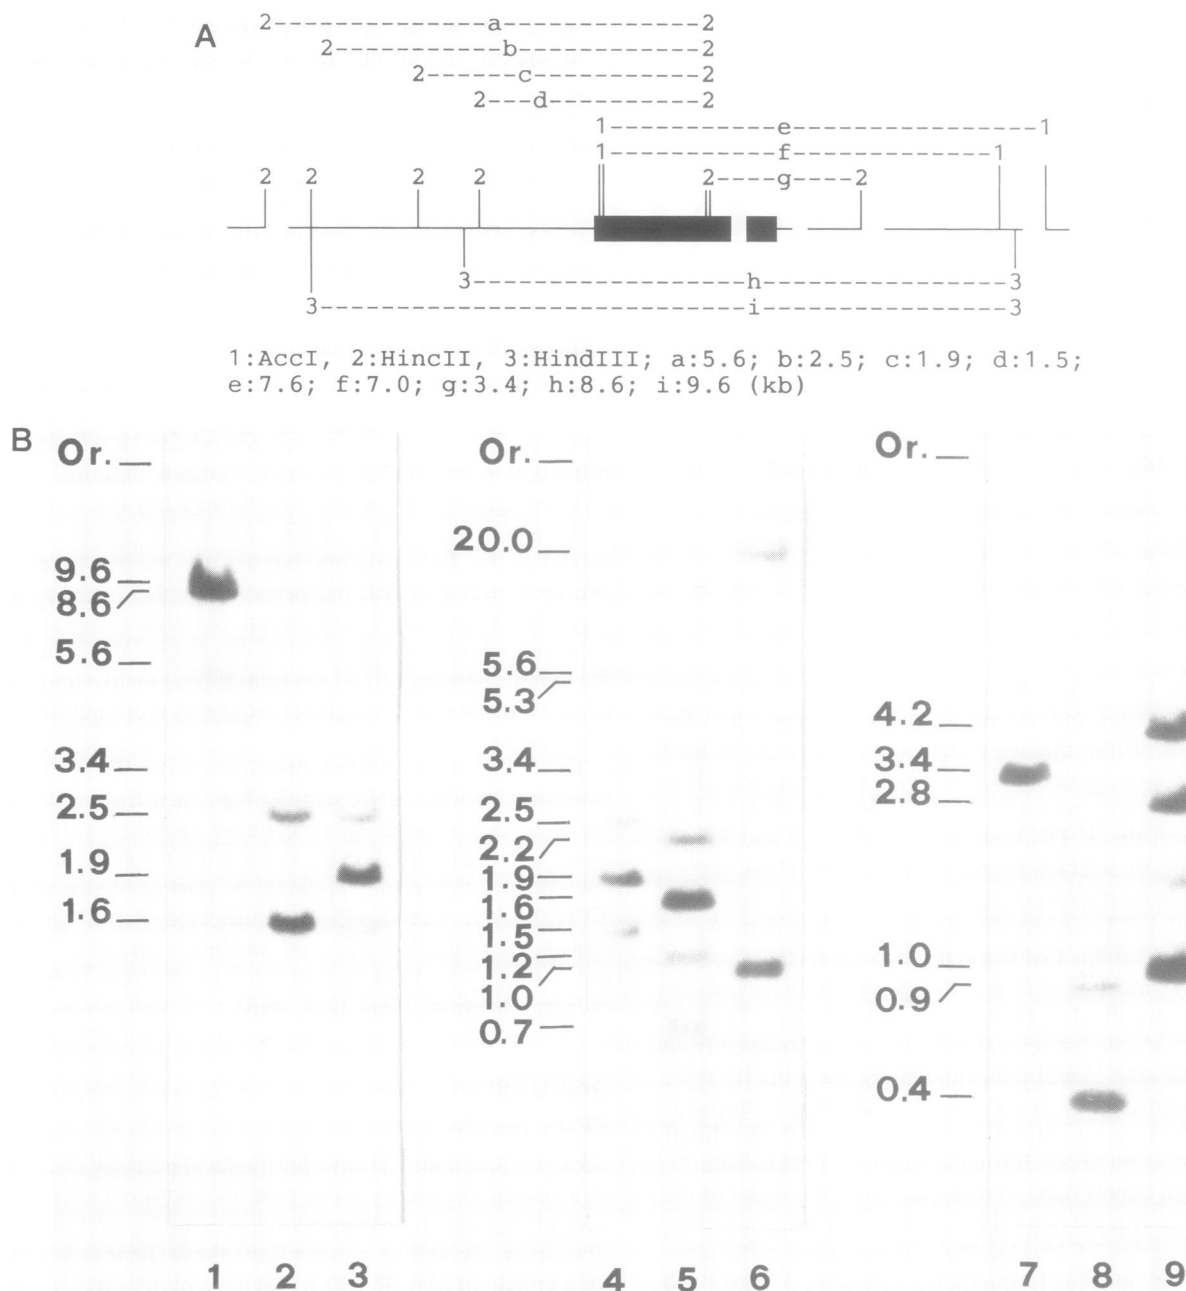 A
2-----------------a-----------------2
2--------------b--------------2
2-------c-------------2
2---d----------2
1--------------e---------------------1
1--------------f-----------------1
2 2 2 2 2----g-----2
3------------------------h----------------3
3-----------------------------------i---------------------3
1:AccI, 2:HincII, 3:HindIII; a:5.6; b:2.5; c:1.9; d:1.5;
e:7.6; f:7.0; g:3.4; h:8.6; i:9.6 (kb)
B
Or.
9.6
8.6
5.6
3.4
2.5
1.9
1.6
1 2 3
Or.
20.0
5.6
5.3
3.4
2.5
2.2
1.9
1.6
1.5
1.2
1.0
0.7
4 5 6
Or.
4.2
3.4
2.8
1.0
0.9
0.4
7 8 9